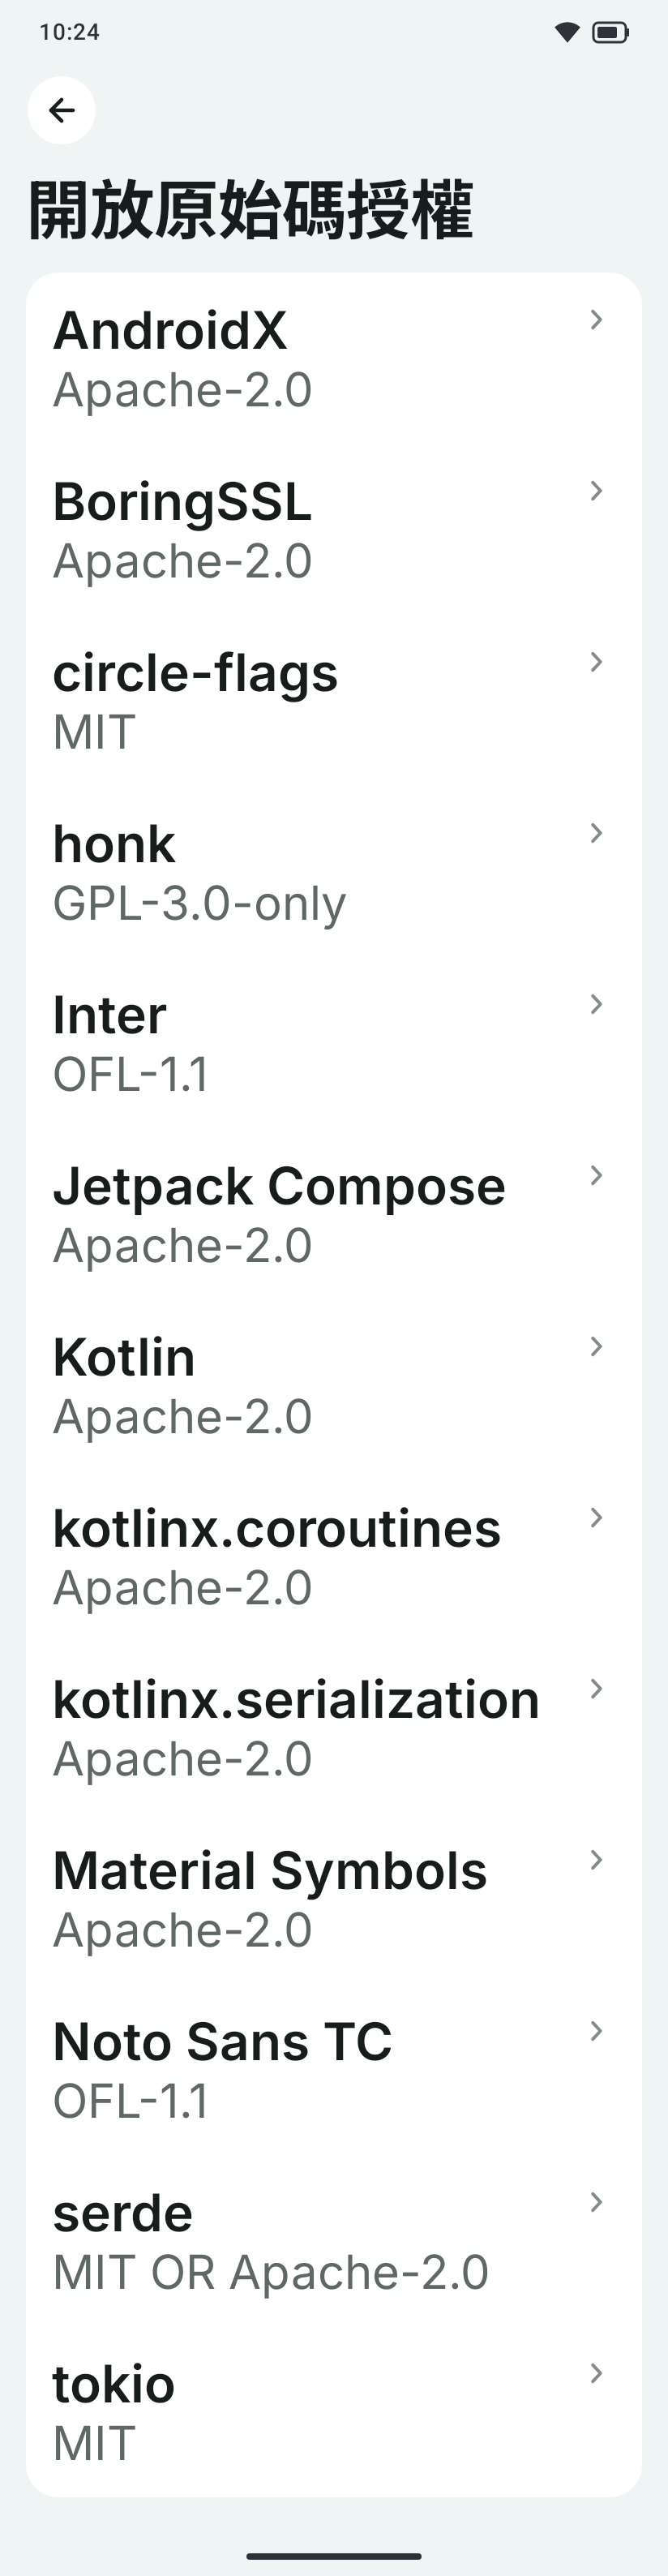 10:24
開放原始碼授權
AndroidX
Apache-2.0
BoringSSL
Apache-2.0
circle-flags
MIT
honk
GPL-3.0-only
Inter
OFL-1.1
Jetpack Compose
Apache-2.0
Kotlin
Apache-2.0
kotlinx.coroutines
Apache-2.0
kotlinx.serialization
Apache-2.0
Material Symbols
Apache-2.0
Noto Sans TC
OFL-1.1
serde
MIT OR Apache-2.0
tokio
MIT